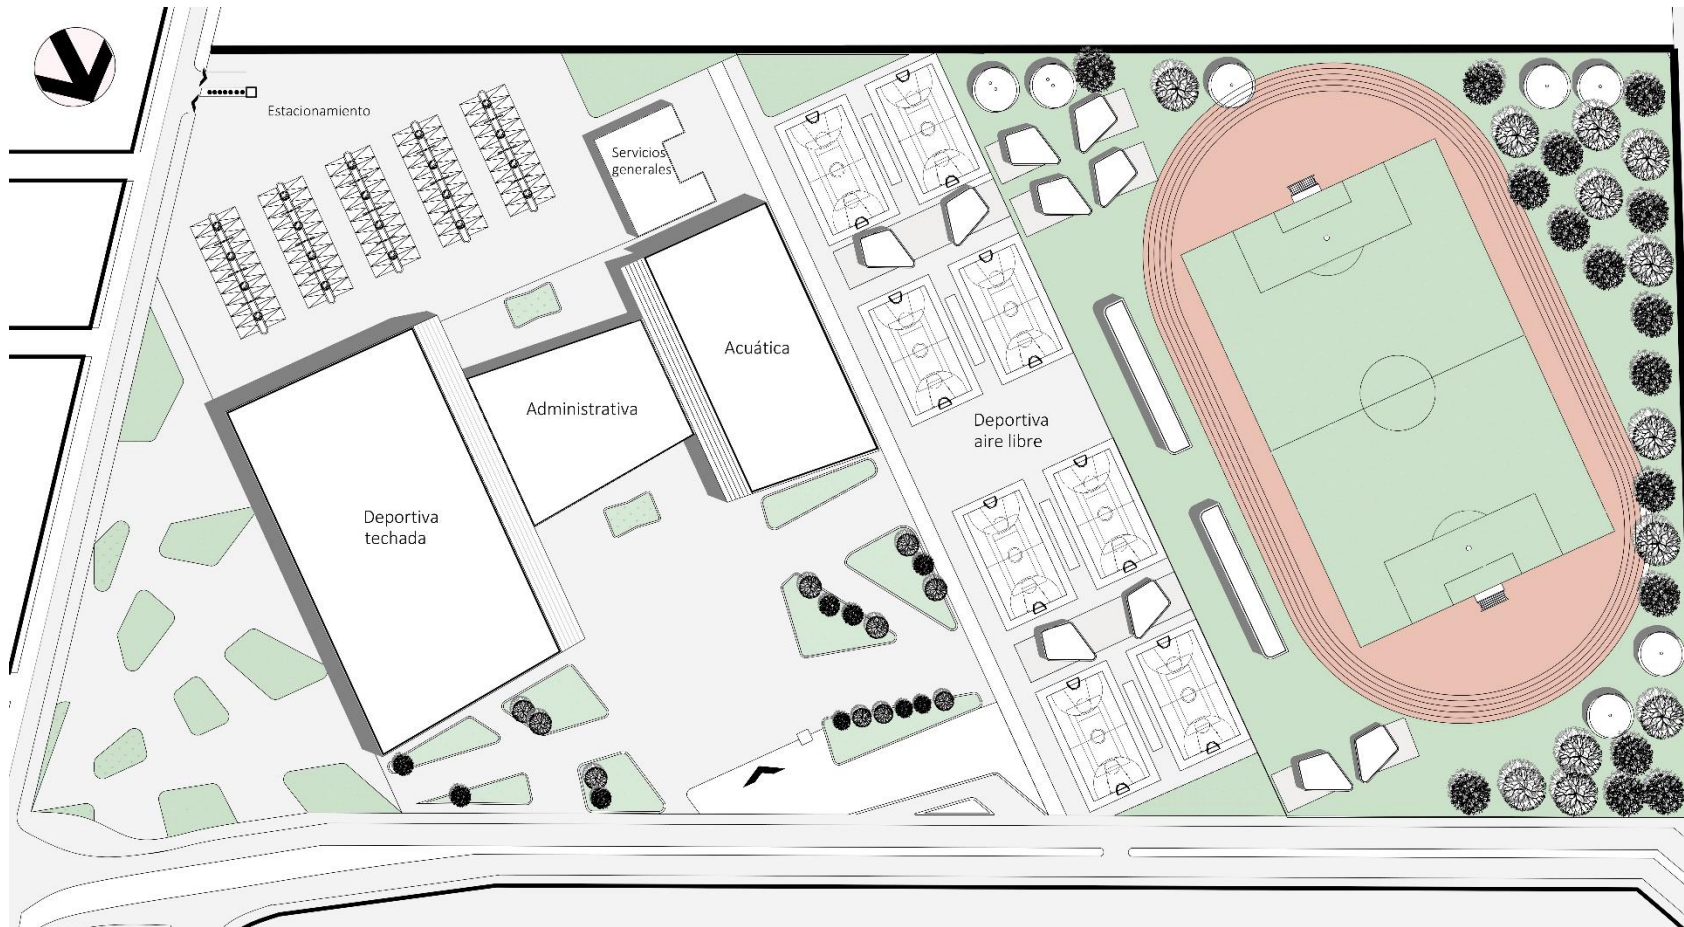 Estacionamiento
Servicios
generales
Acuática
Administrativa
Deportiva
aire libre
Deportiva
techada